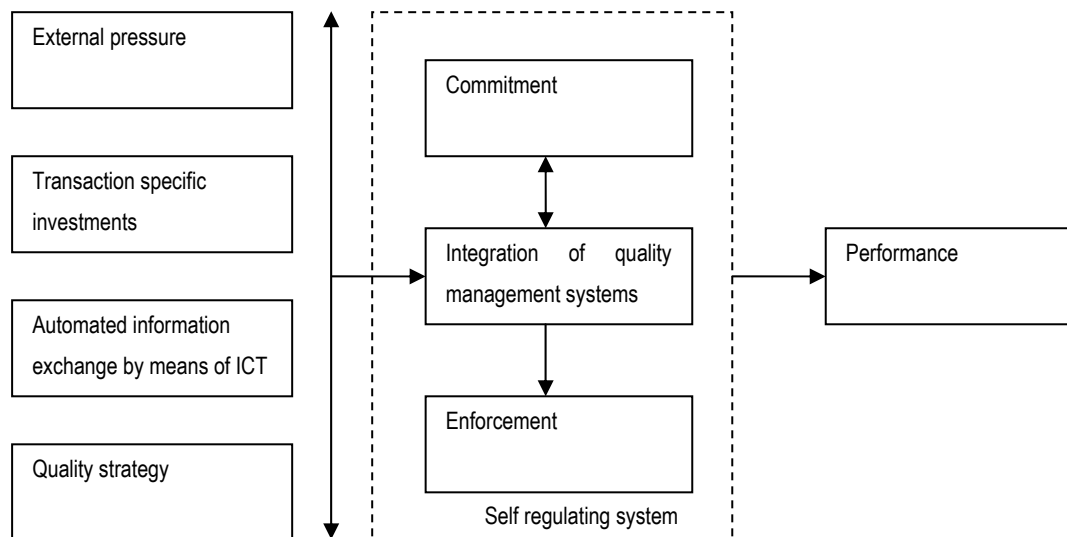 External pressure
Transaction specific
investments
Automated information
exchange by means of ICT
Quality strategy
Commitment
Integration of quality
management systems
Enforcement
Self regulating system
Performance